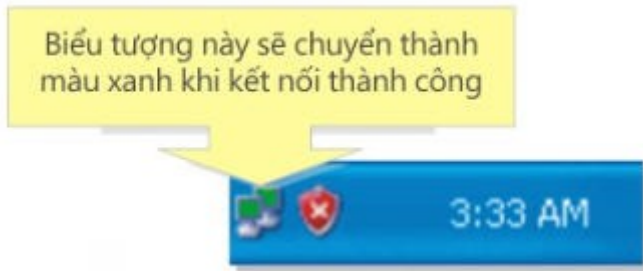 Biểu tượng này sẽ chuyển thành
màu xanh khi kết nối thành công
3:33 AM